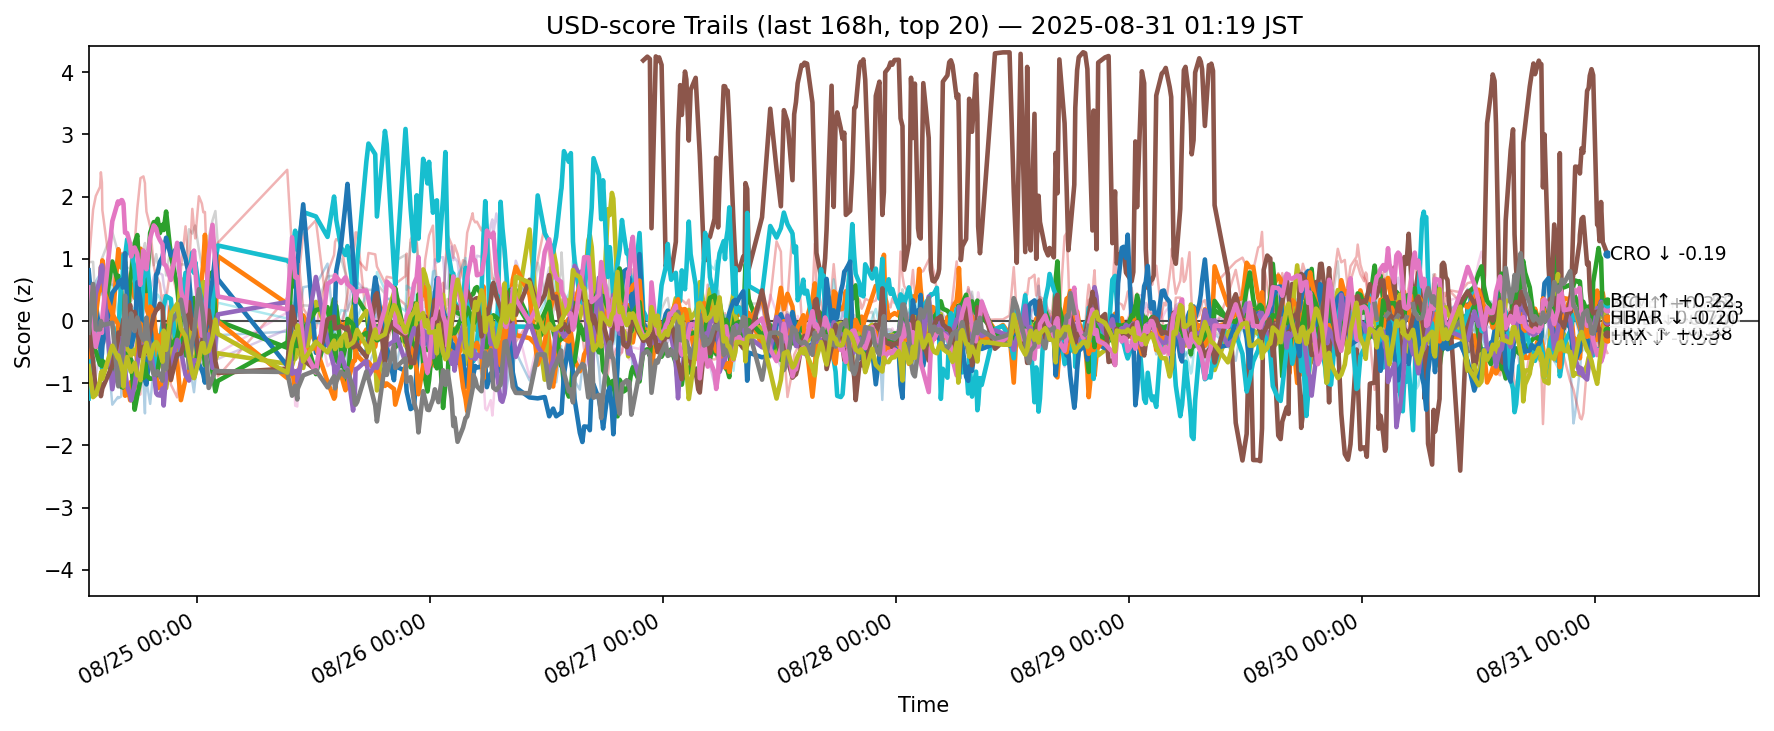 USD-score Trails (last 168h, top 20) — 2025-08-31 01:19 JST
Score (z)
4
3
2
1
0
−1
−2
−3
−4
CRO ↓ -0.19
BCH ↑ +0.22
HBAR ↓ -0.20
TRX ↑ +0.38
08/25 00:00
08/26 00:00
08/27 00:00
08/28 00:00
08/29 00:00
08/30 00:00
08/31 00:00
Time